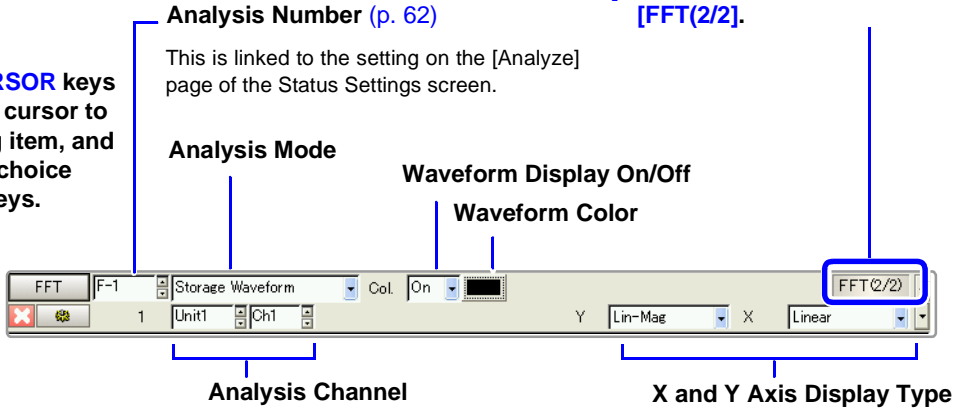 Analysis Number (p. 62)
[FFT(2/2].
This is linked to the setting on the [Analyze]
page of the Status Settings screen.
RSOR keys
cursor to
item, and
choice
Analysis Mode
Waveform Display On/Off
Waveform Color
FFT F-1 Storage Waveform Col. On FFT(2/2)
1 Unit1 Ch1 Y Lin-Mag X Linear
Analysis Channel
X and Y Axis Display Type